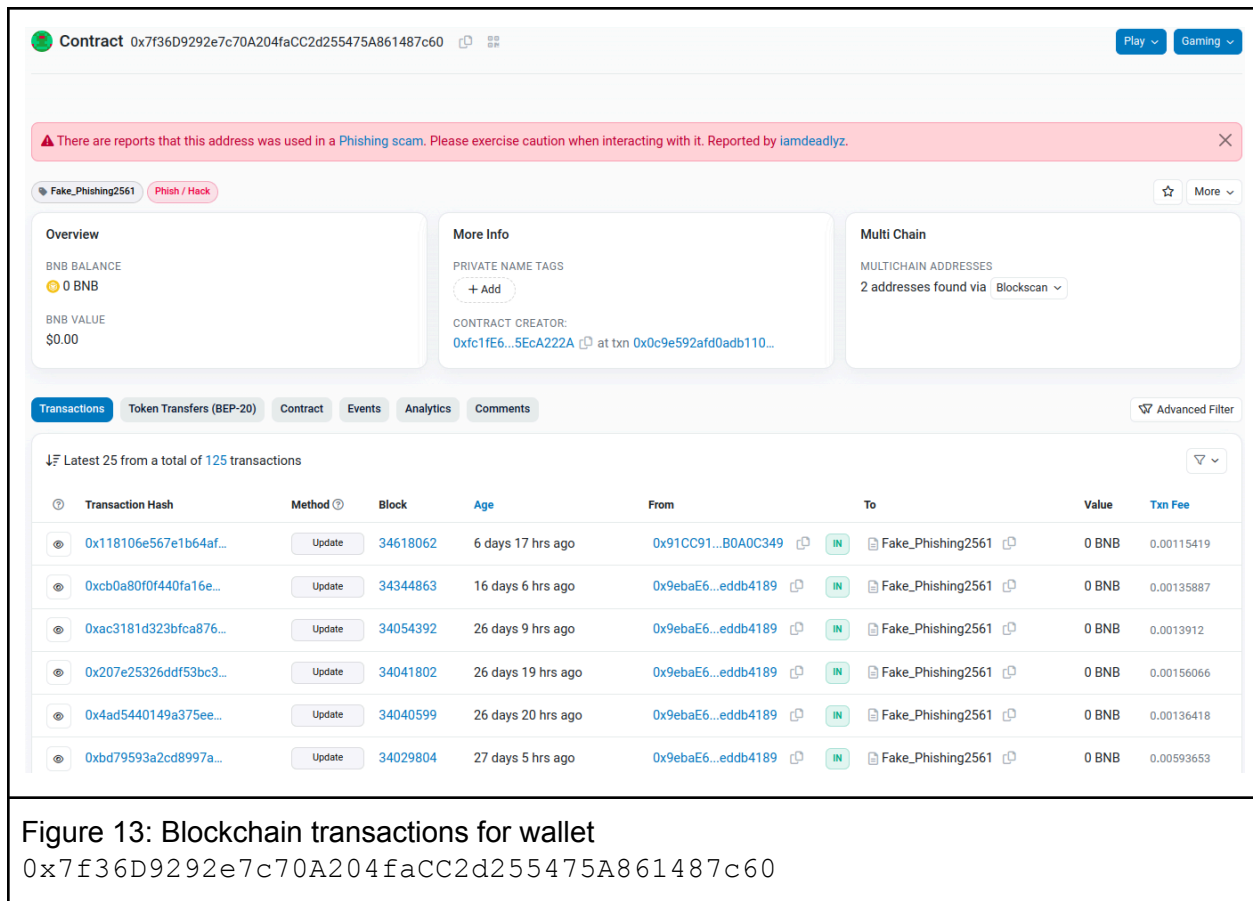 Contract 0x7f36D9292e7c70A204faCC2d255475A861487c60
Play Gaming
There are reports that this address was used in a Phishing scam. Please exercise caution when interacting with it. Reported by iamdeadlyz.
Fake_Phishing2561 Phish / Hack
More
Overview
BNB BALANCE
0 BNB
BNB VALUE
$0.00
More Info
PRIVATE NAME TAGS
+ Add
CONTRACT CREATOR:
0xfc1fE6...5EcA222A at txn 0x0c9e592afd0adb110...
Multi Chain
MULTICHAIN ADDRESSES
2 addresses found via Blockscan
Transactions Token Transfers (BEP-20) Contract Events Analytics Comments
Advanced Filter
Latest 25 from a total of 125 transactions
Transaction Hash Method Block Age From To Value Txn Fee
0x118106e567e1b64af... Update 34618062 6 days 17 hrs ago 0x91CC91...B0A0C349 IN Fake_Phishing2561 0 BNB 0.00115419
0xcb0a80f0f440fa16e... Update 34344863 16 days 6 hrs ago 0x9ebaE6...eddb4189 IN Fake_Phishing2561 0 BNB 0.00135887
0xac3181d323bfca876... Update 34054392 26 days 9 hrs ago 0x9ebaE6...eddb4189 IN Fake_Phishing2561 0 BNB 0.0013912
0x207e25326ddf53bc3... Update 34041802 26 days 19 hrs ago 0x9ebaE6...eddb4189 IN Fake_Phishing2561 0 BNB 0.00156066
0x4ad5440149a375ee... Update 34040599 26 days 20 hrs ago 0x9ebaE6...eddb4189 IN Fake_Phishing2561 0 BNB 0.00136418
0xbd79593a2cd8997a... Update 34029804 27 days 5 hrs ago 0x9ebaE6...eddb4189 IN Fake_Phishing2561 0 BNB 0.00593653
Figure 13: Blockchain transactions for wallet
0x7f36D9292e7c70A204faCC2d255475A861487c60